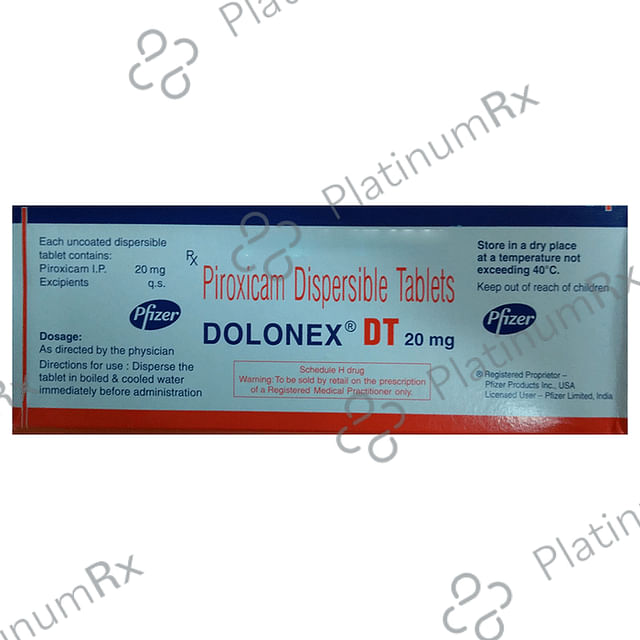 PlatinumRx
PlatinumRx
Each uncoated dispersible
tablet contains:
Piroxicam I.P. 20 mg
Excipients q.s.
Pfizer
Dosage:
As directed by the physician
Directions for use : Disperse the
tablet in boiled & cooled water
immediately before administration
Rx
Piroxicam Dispersible Tablets
DOLONEX® DT 20 mg
Schedule H drug
Warning: To be sold by retail on the prescription
of a Registered Medical Practitioner only.
Store in a dry place
at a temperature not
exceeding 40°C.
Keep out of reach of children
Pfizer
® Registered Proprietor –
Pfizer Products Inc., USA
Licensed User – Pfizer Limited, India
PlatinumRx
PlatinumRx